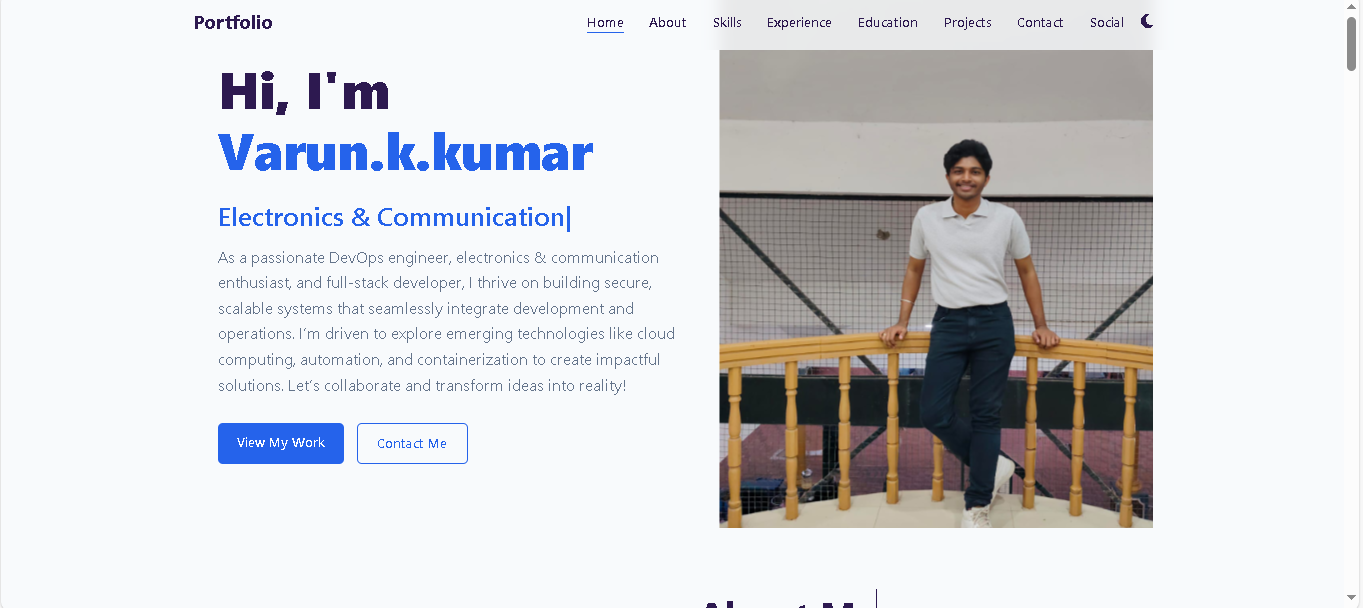 Portfolio Home About Skills Experience Education Projects Contact Social
Hi, I'm
Varun.k.kumar
Electronics & Communication|
As a passionate DevOps engineer, electronics & communication
enthusiast, and full-stack developer, I thrive on building secure,
scalable systems that seamlessly integrate development and
operations. I’m driven to explore emerging technologies like cloud
computing, automation, and containerization to create impactful
solutions. Let’s collaborate and transform ideas into reality!
View My Work Contact Me
About M